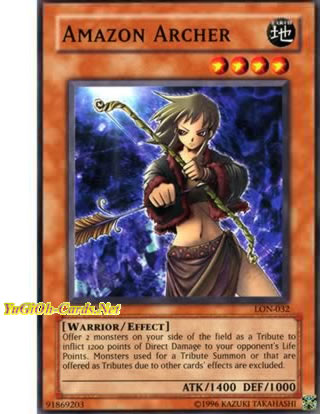 AMAZON ARCHER
EARTH
地
YuGiOh-Cards.Net
LON-032
[WARRIOR/EFFECT]
Offer 2 monsters on your side of the field as a Tribute to
inflict 1200 points of Direct Damage to your opponent's Life
Points. Monsters used for a Tribute Summon or that are
offered as Tributes due to other cards' effects are excluded.
ATK/1400 DEF/1000
91869203
©1996 KAZUKI TAKAHASHI